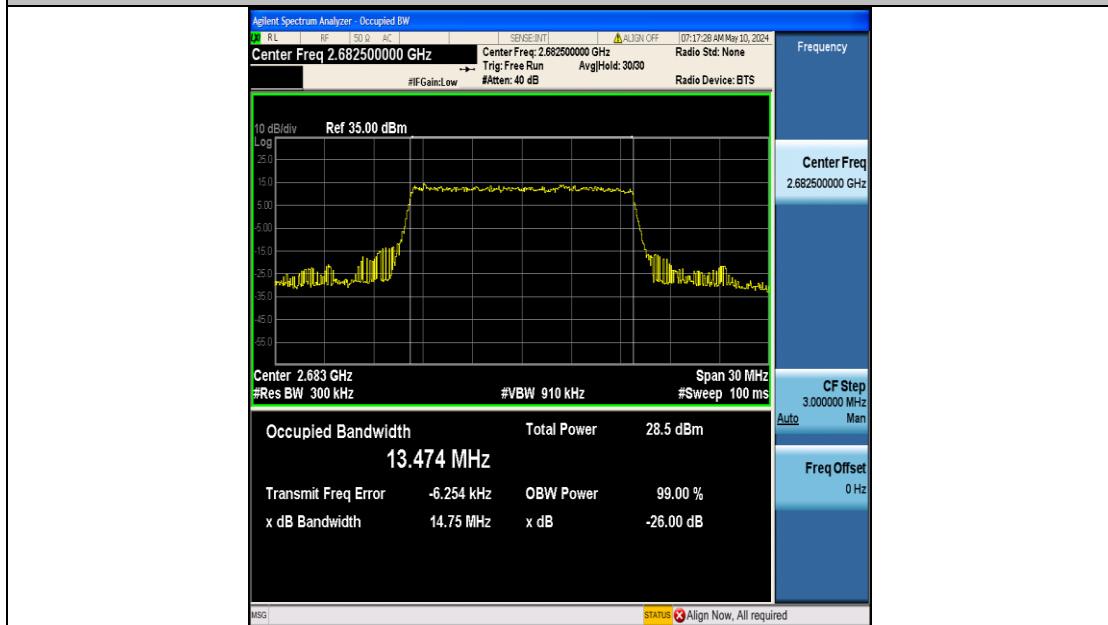 Agilent Spectrum Analyzer - Occupied BW
LXI RL RF 50 Ω AC SENSE:INT ALIGN OFF 07:17:28 AM May 10, 2024
Center Freq 2.682500000 GHz
Center Freq: 2.682500000 GHz
Radio Std: None
Trig: Free Run
Avg|Hold: 30/30
#IFGain:Low
#Atten: 40 dB
Radio Device: BTS
10 dB/div Ref 35.00 dBm
Log
25.0
15.0
5.00
-5.00
-15.0
-25.0
-35.0
-45.0
-55.0
Center 2.683 GHz
Span 30 MHz
#Res BW 300 kHz
#VBW 910 kHz
#Sweep 100 ms
Occupied Bandwidth
13.474 MHz
Total Power 28.5 dBm
Transmit Freq Error -6.254 kHz
OBW Power 99.00 %
x dB Bandwidth 14.75 MHz
x dB -26.00 dB
MSG
STATUS Align Now, All required
Frequency
Center Freq
2.682500000 GHz
CF Step
3.000000 MHz
Auto Man
Freq Offset
0 Hz